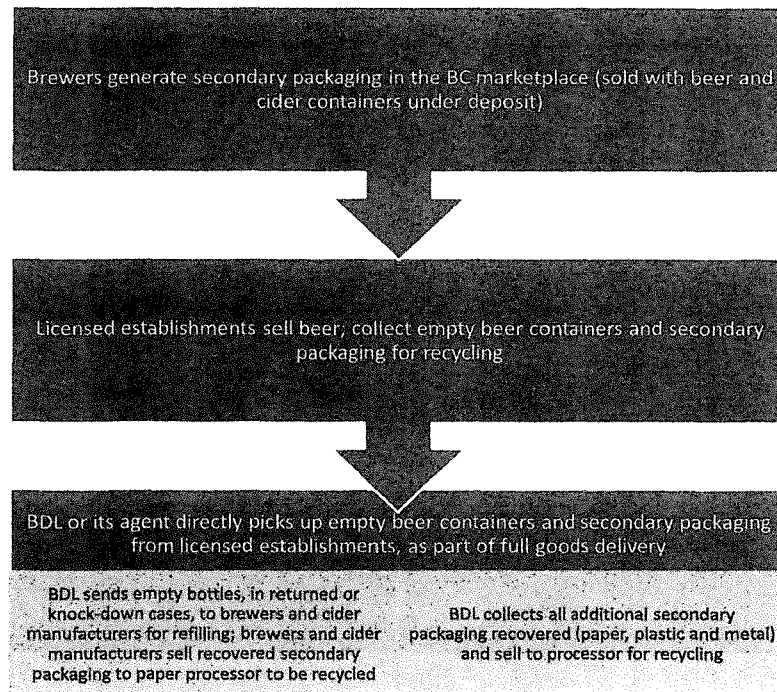 Brewers generate secondary packaging in the BC marketplace (sold with beer and
cider containers under deposit)
Licensed establishments sell beer; collect empty beer containers and secondary
packaging for recycling
BDL or its agent directly picks up empty beer containers and secondary packaging
from licensed establishments, as part of full goods delivery
BDL sends empty bottles, in returned or
knock-down cases, to brewers and cider
manufacturers for refilling; brewers and cider
manufacturers sell recovered secondary
packaging to paper processor to be recycled
BDL collects all additional secondary
packaging recovered (paper, plastic and metal)
and sell to processor for recycling